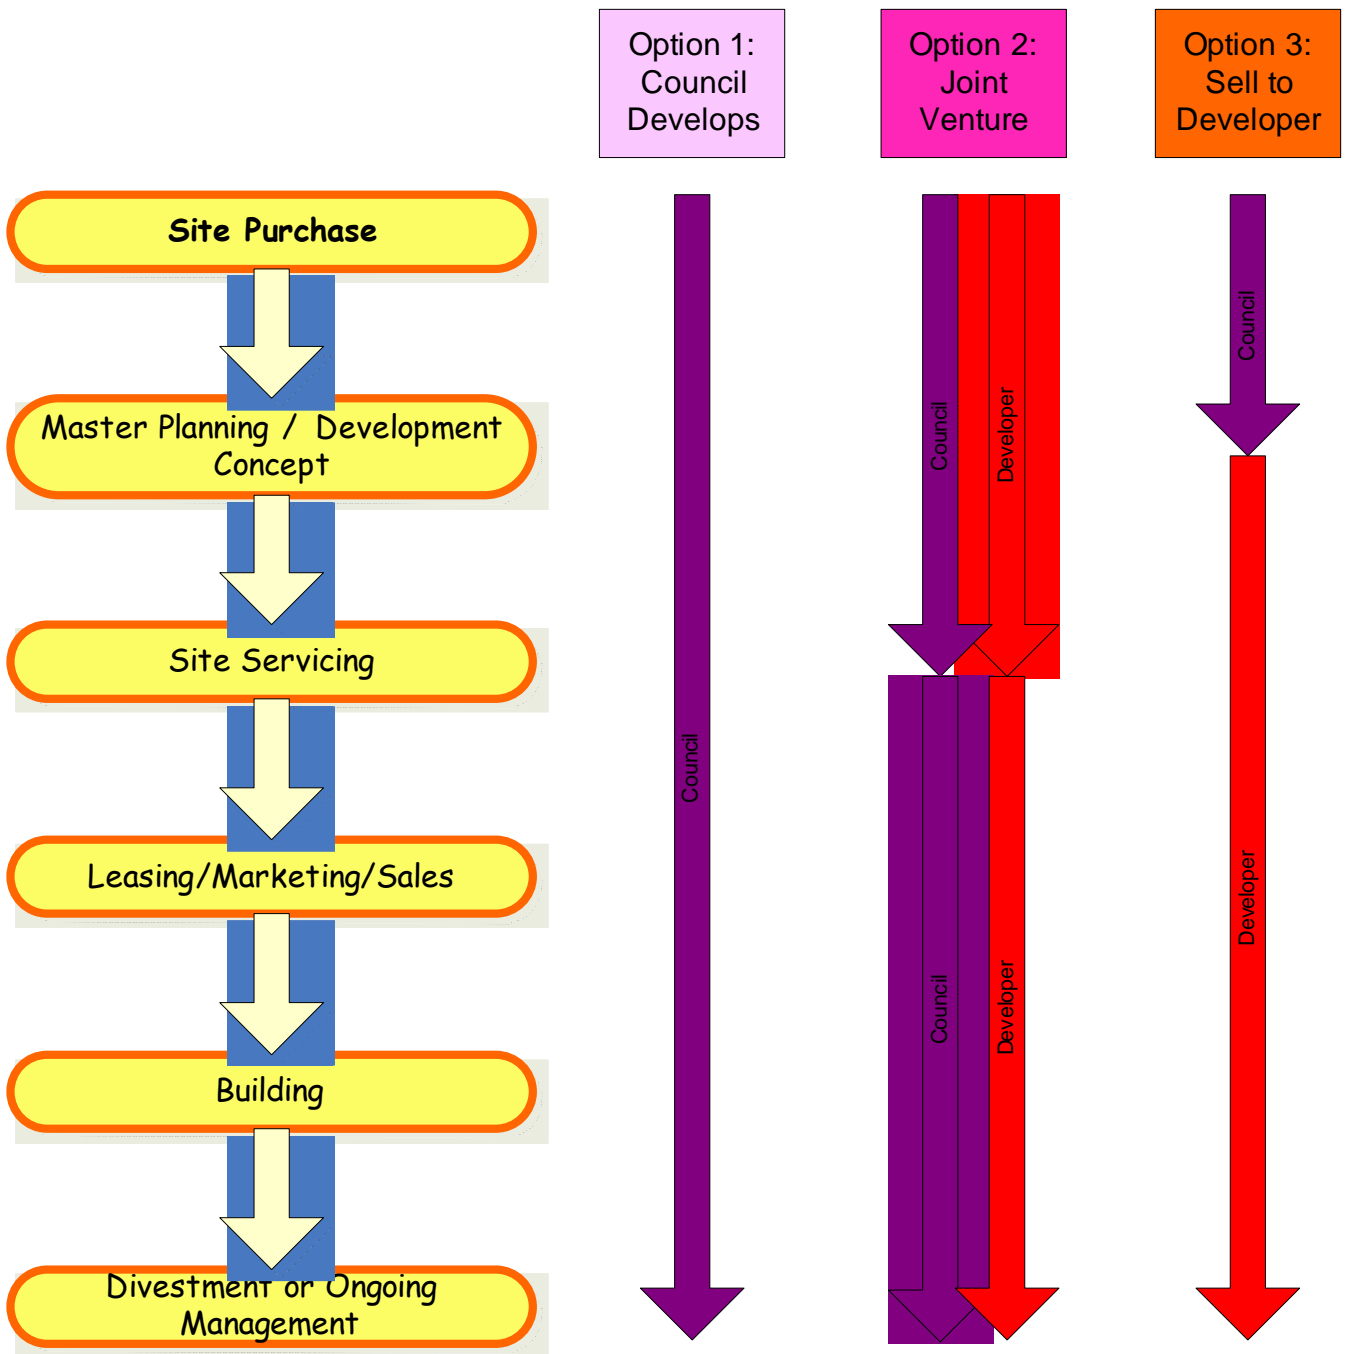 Option 1:
Council
Develops
Option 2:
Joint
Venture
Option 3:
Sell to
Developer
Site Purchase
Master Planning / Development
Concept
Site Servicing
Leasing/Marketing/Sales
Building
Divestment or Ongoing
Management
Council
Council
Developer
Council
Developer
Council
Developer